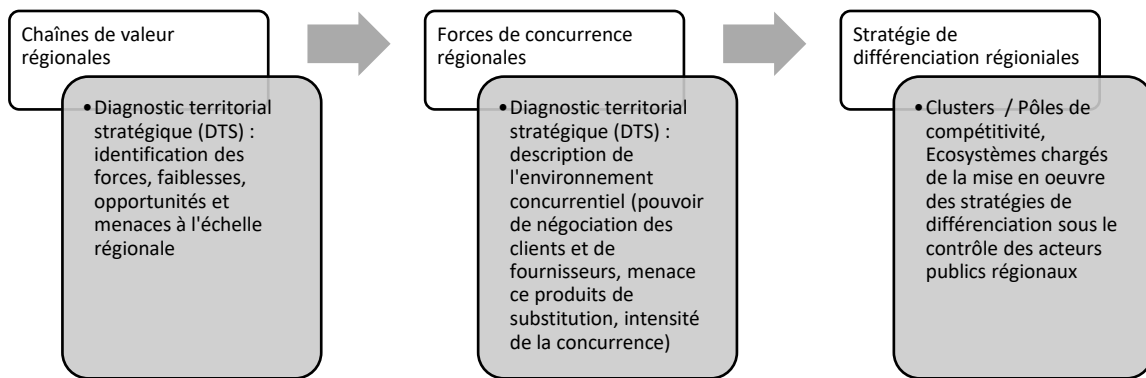 Chaînes de valeur
régionales
•Diagnostic territorial
stratégique (DTS) :
identification des
forces, faiblesses,
opportunités et
menaces à l'échelle
régionale
Forces de concurrence
régionales
•Diagnostic territorial
stratégique (DTS) :
description de
l'environnement
concurrentiel (pouvoir
de négociation des
clients et de
fournisseurs, menace
ce produits de
substitution, intensité
de la concurrence)
Stratégie de
différenciation régioniales
•Clusters / Pôles de
compétitivité,
Ecosystèmes chargés
de la mise en oeuvre
des stratégies de
différenciation sous le
contrôle des acteurs
publics régionaux